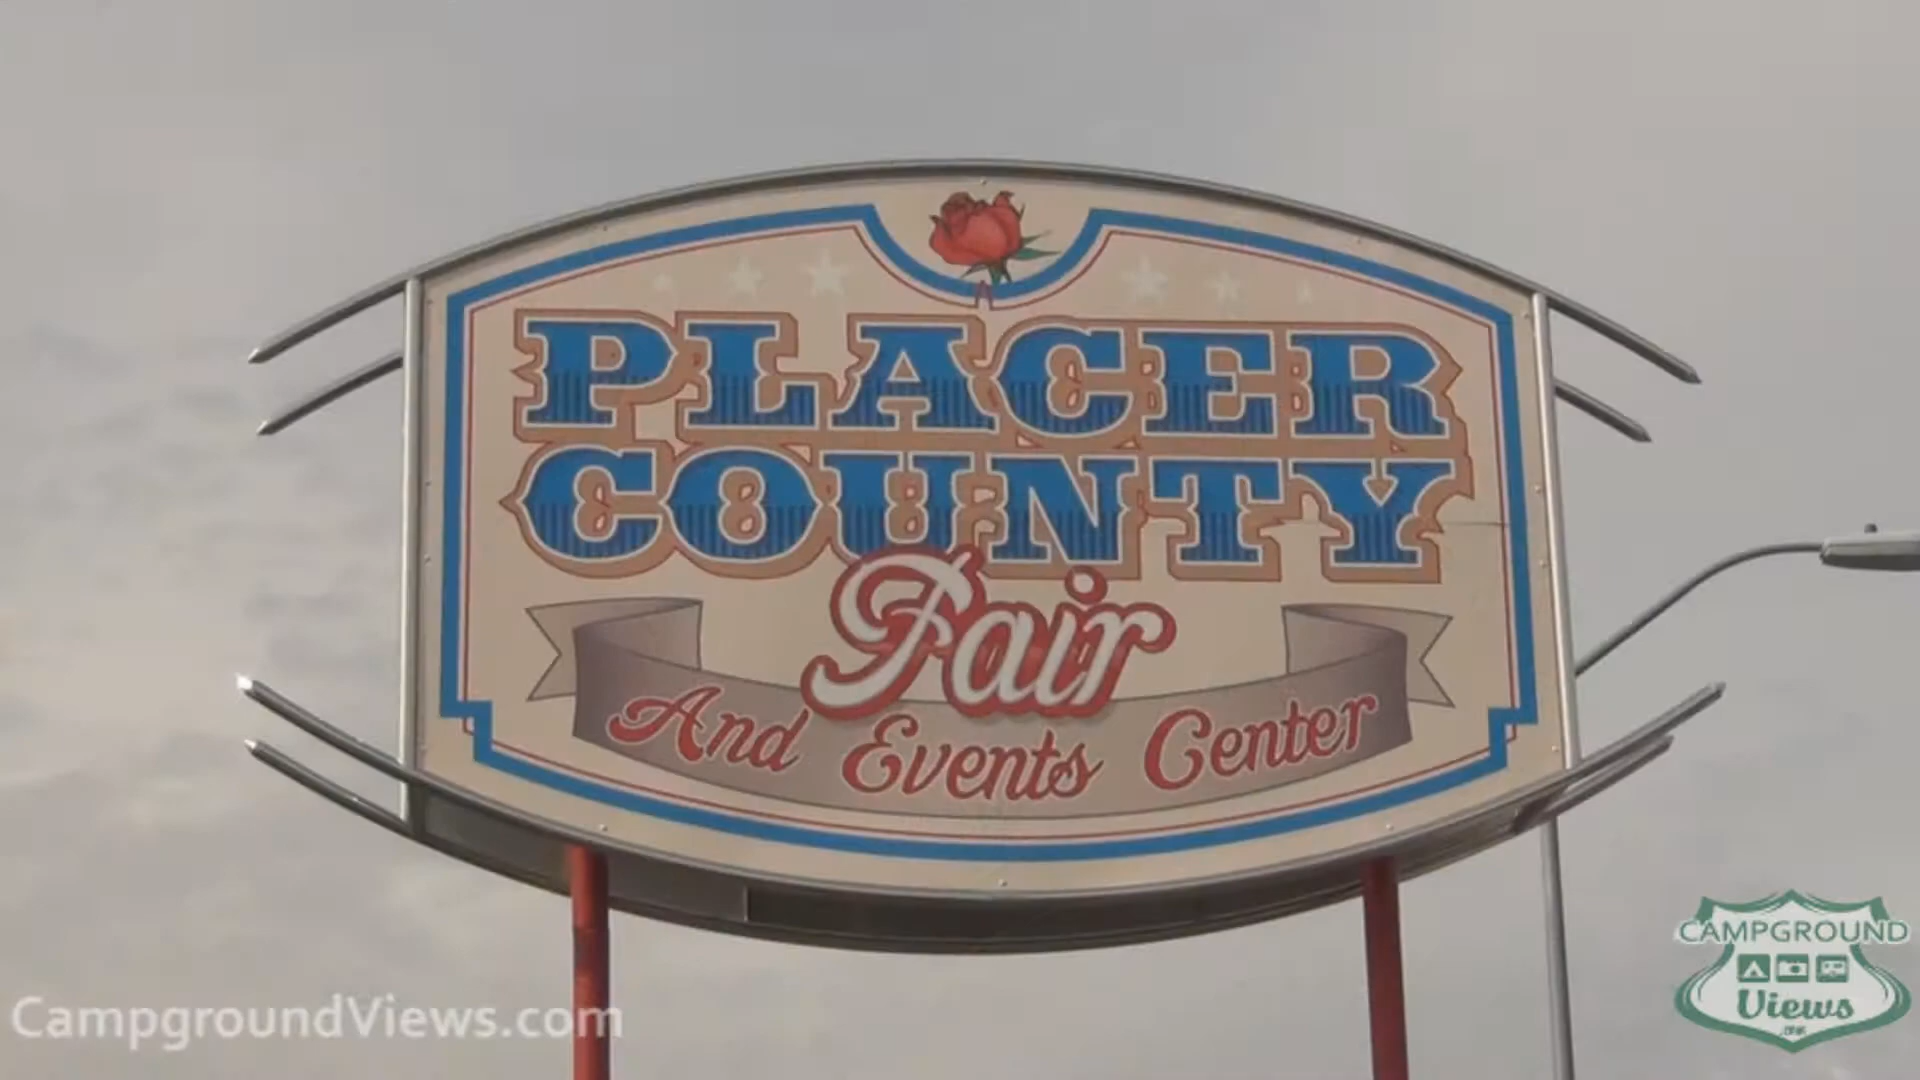 PLACER
COUNTY
Fair
And Events Center
CampgroundViews.com
CAMPGROUND
Views